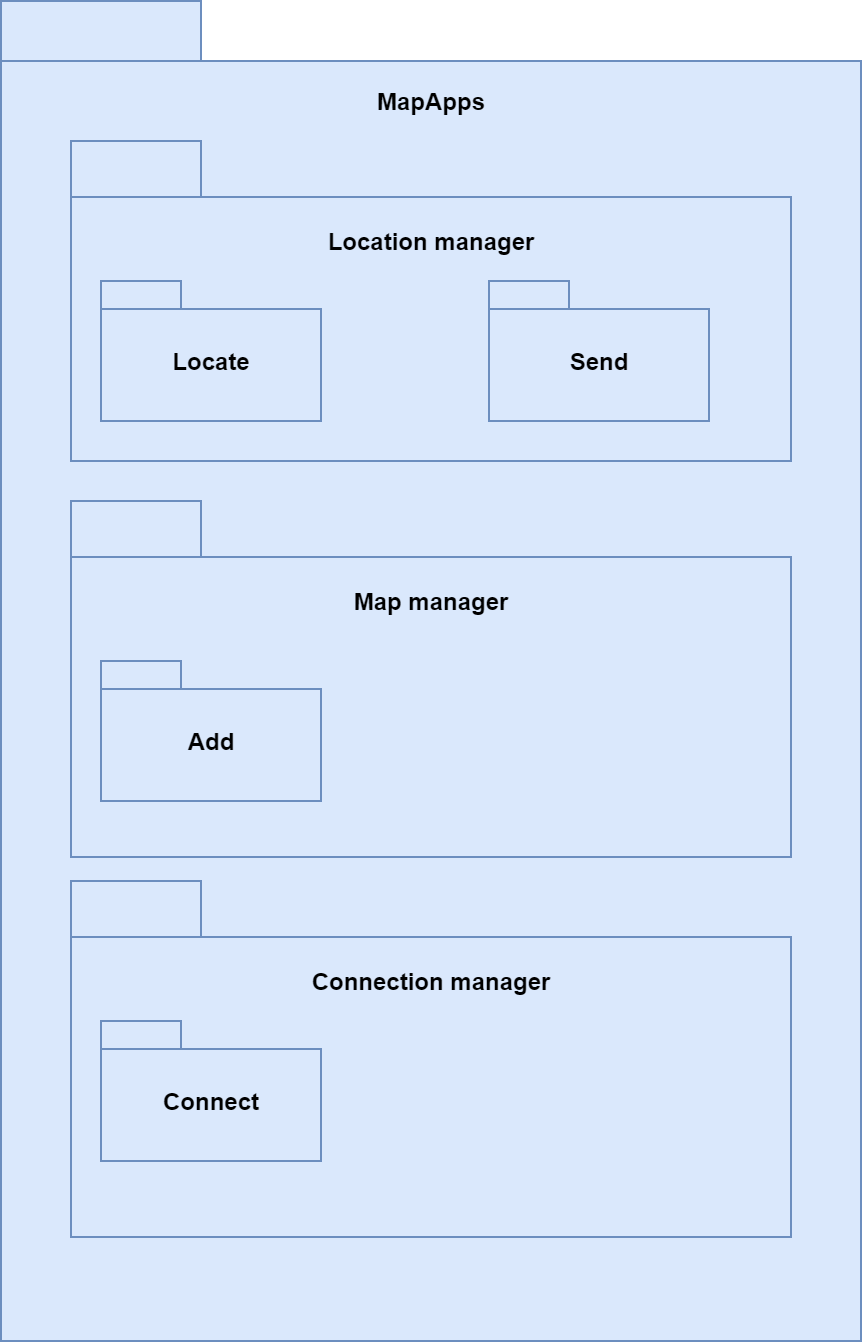 MapApps
Location manager
Locate
Send
Map manager
Add
Connection manager
Connect